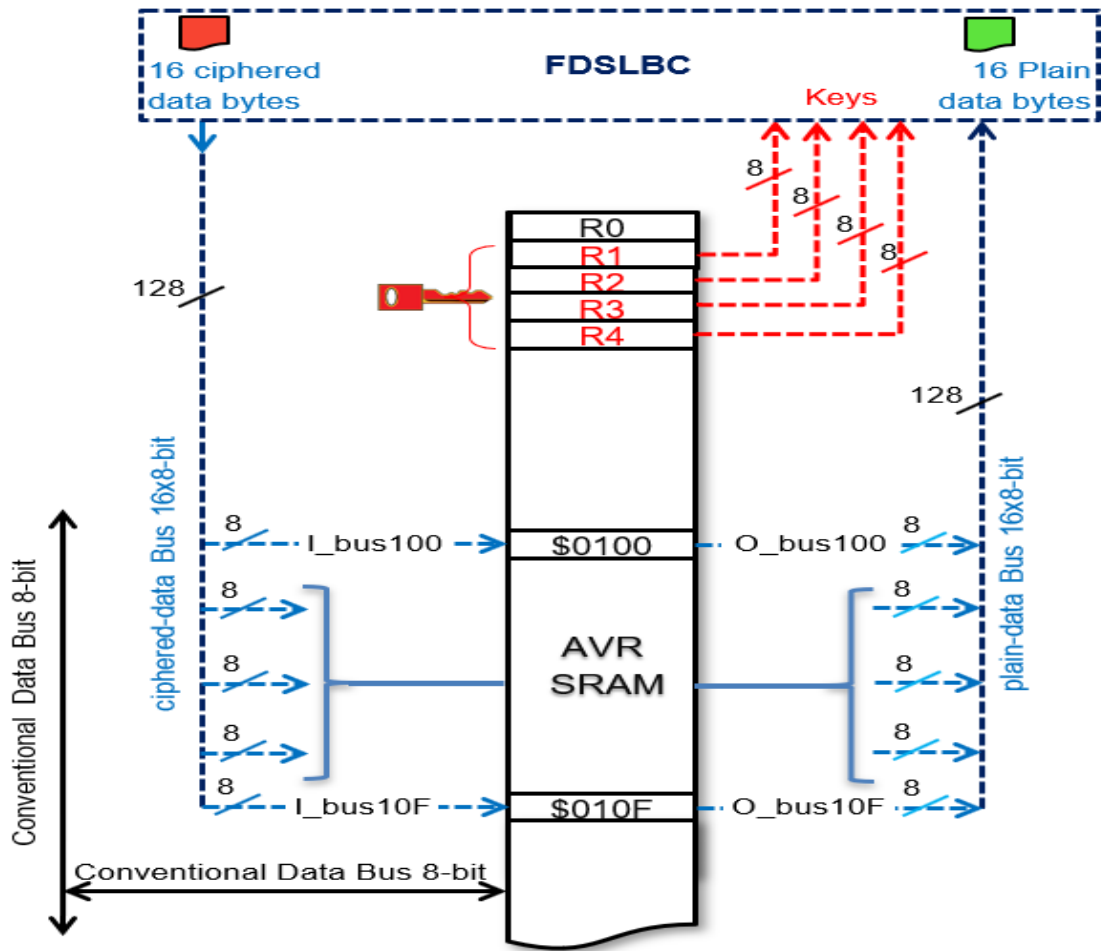 16 ciphered
data bytes
FDSLBC
16 Plain
data bytes
Keys
8
8
8
8
R0
R1
R2
R3
R4
128
128
ciphered-data Bus 16x8-bit
plain-data Bus 16x8-bit
Conventional Data Bus 8-bit
8
I_bus100
$0100
O_bus100
8
8
8
8
8
8
8
AVR
SRAM
8
I_bus10F
$010F
O_bus10F
8
Conventional Data Bus 8-bit